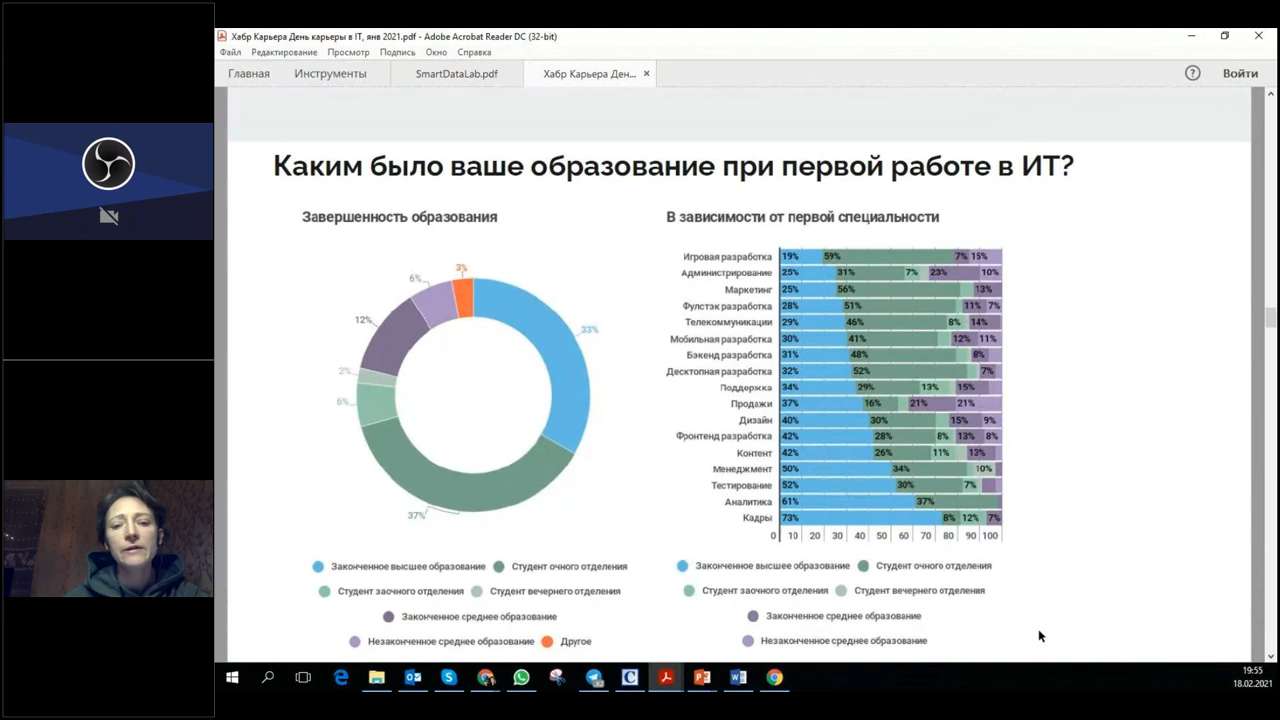 Хабр Карьера День карьеры в IT, янв 2021.pdf - Adobe Acrobat Reader DC (32-bit)
Файл Редактирование Просмотр Подпись Окно Справка
Главная Инструменты SmartDataLab.pdf Хабр Карьера Ден... × ? Войти
Каким было ваше образование при первой работе в ИТ?
Завершенность образования
3%
6%
12%
33%
2%
6%
37%
Законченное высшее образование Студент очного отделения
Студент заочного отделения Студент вечернего отделения
Законченное среднее образование
Незаконченное среднее образование Другое
В зависимости от первой специальности
Игровая разработка 19% 59% 7% 15%
Администрирование 25% 31% 7% 23% 10%
Маркетинг 25% 56% 13%
Фулстэк разработка 28% 51% 11% 7%
Телекоммуникации 29% 46% 8% 14%
Мобильная разработка 30% 41% 12% 11%
Бэкенд разработка 31% 48% 8%
Десктопная разработка 32% 52% 7%
Поддержка 34% 29% 13% 15%
Продажи 37% 16% 21% 21%
Дизайн 40% 30% 15% 9%
Фронтенд разработка 42% 28% 8% 13% 8%
Контент 42% 26% 11% 13%
Менеджмент 50% 34% 10%
Тестирование 52% 30% 7%
Аналитика 61% 37%
Кадры 73% 8% 12% 7%
0 10 20 30 40 50 60 70 80 90 100
Законченное высшее образование Студент очного отделения
Студент заочного отделения Студент вечернего отделения
Законченное среднее образование
Незаконченное среднее образование
19:55
18.02.2021